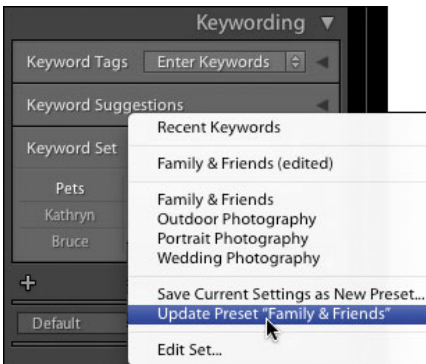 Keywording
Keyword Tags Enter Keywords
Keyword Suggestions
Keyword Set
Recent Keywords
Family & Friends (edited)
Pets
Kathryn
Bruce
Family & Friends
Outdoor Photography
Portrait Photography
Wedding Photography
Save Current Settings as New Preset...
Update Preset “Family & Friends”
Default
Edit Set...